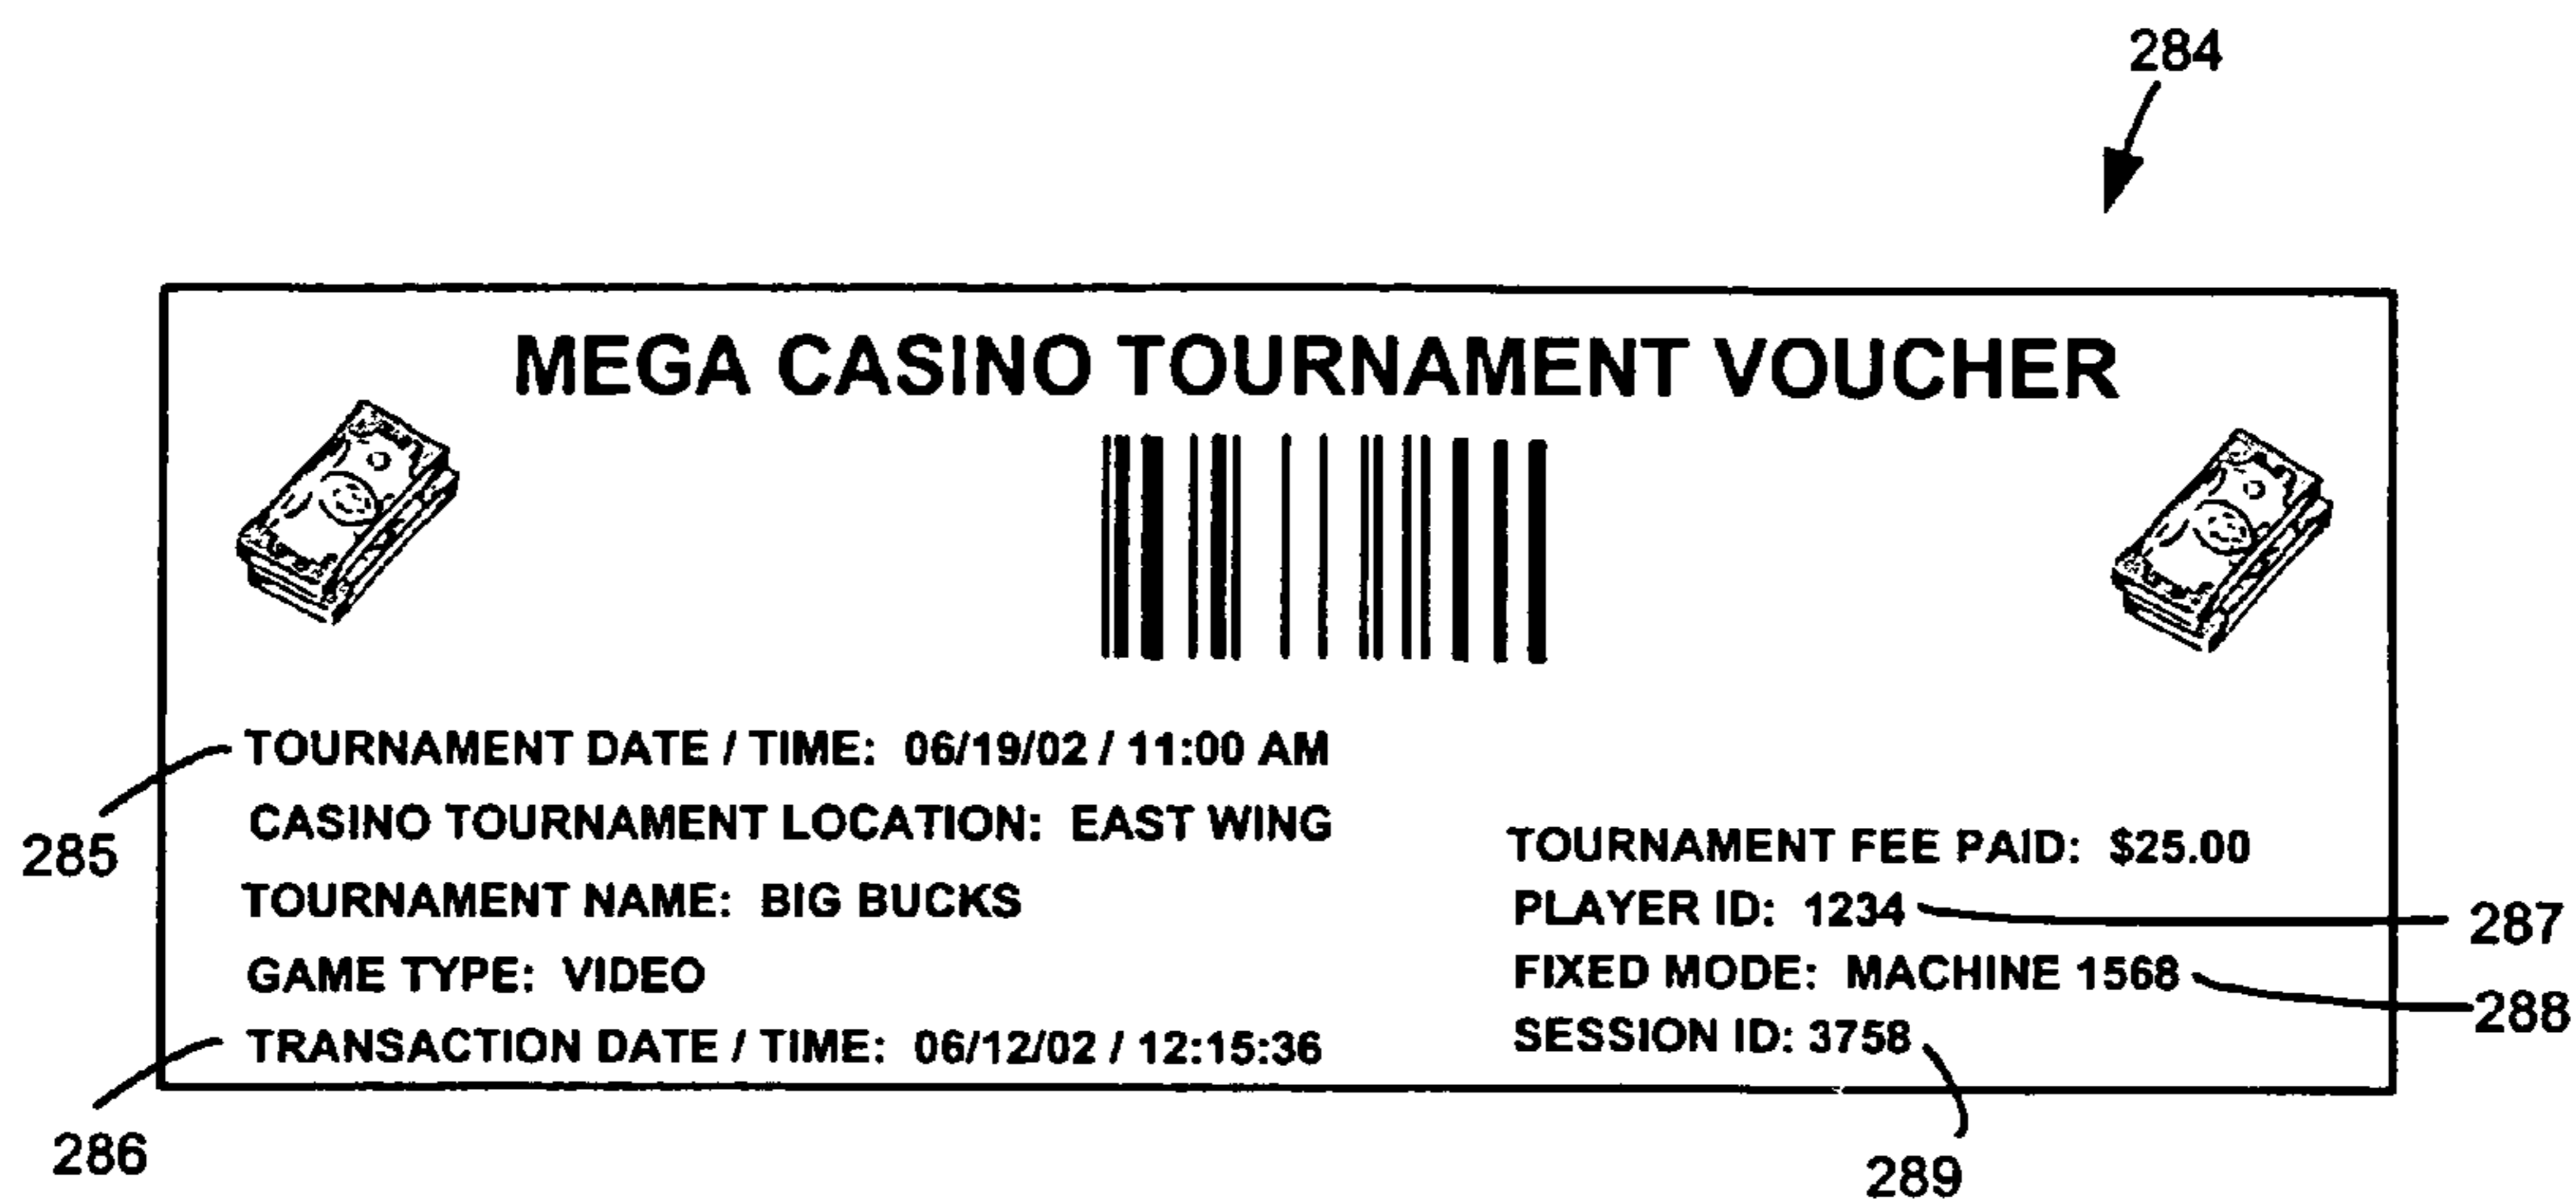 284
MEGA CASINO TOURNAMENT VOUCHER
TOURNAMENT DATE / TIME: 06/19/02 / 11:00 AM
CASINO TOURNAMENT LOCATION: EAST WING
TOURNAMENT NAME: BIG BUCKS
GAME TYPE: VIDEO
TRANSACTION DATE / TIME: 06/12/02 / 12:15:36
TOURNAMENT FEE PAID: $25.00
PLAYER ID: 1234
FIXED MODE: MACHINE 1568
SESSION ID: 3758
285
286
287
288
289